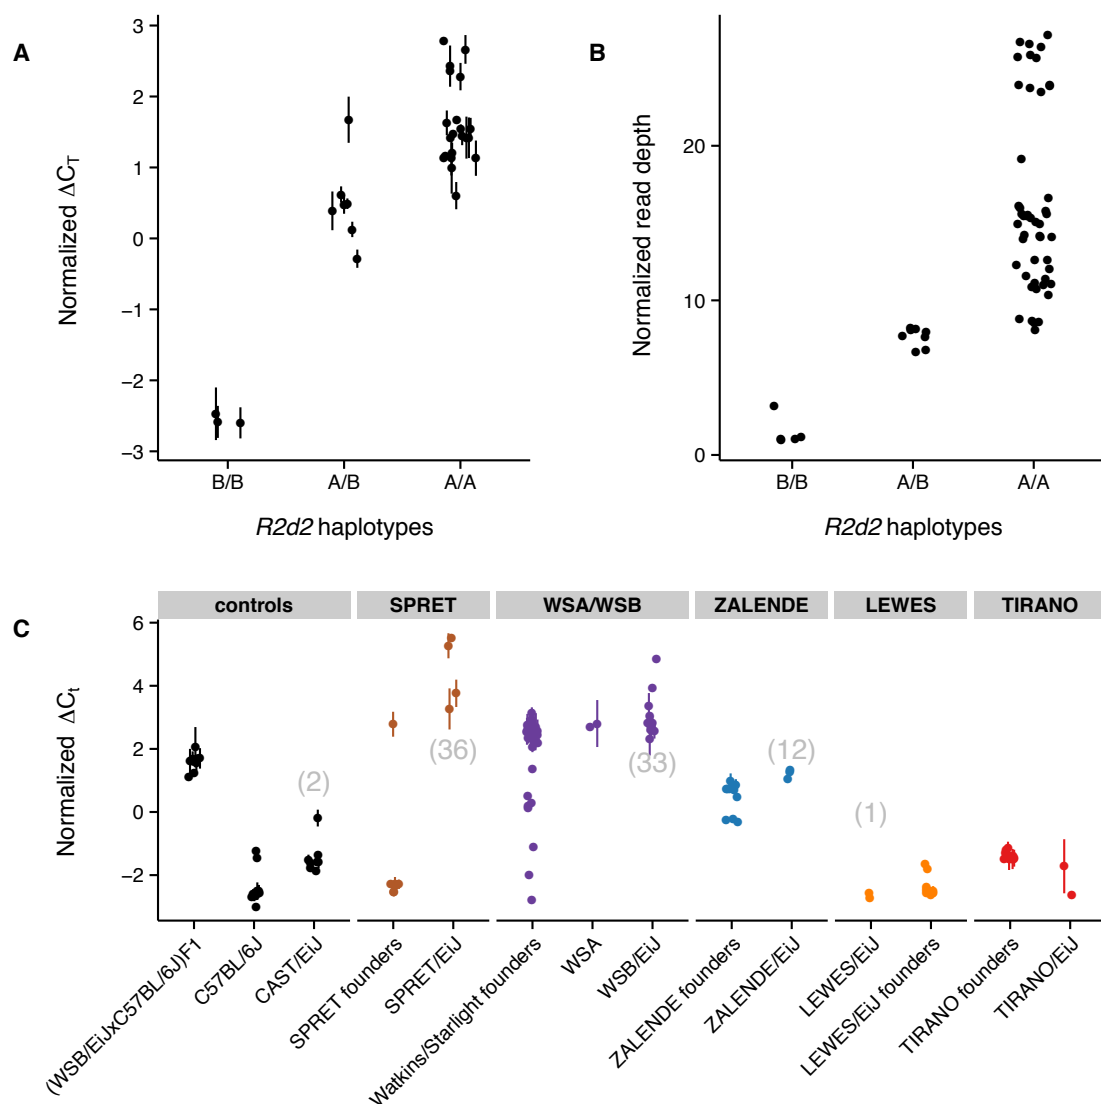 A
Normalized ΔCT
3
2
1
0
−1
−2
−3
B/B
A/B
A/A
R2d2 haplotypes
B
Normalized read depth
20
10
0
B/B
A/B
A/A
R2d2 haplotypes
C
controls
SPRET
WSA/WSB
ZALENDE
LEWES
TIRANO
Normalized ΔCt
6
4
2
0
−2
(2)
(36)
(33)
(12)
(1)
(WSB/EiJxC57BL/6J)F1
C57BL/6J
CAST/EiJ
SPRET founders
SPRET/EiJ
Watkins/Starlight founders
WSA
WSB/EiJ
ZALENDE founders
ZALENDE/EiJ
LEWES/EiJ
LEWES/EiJ founders
TIRANO founders
TIRANO/EiJ